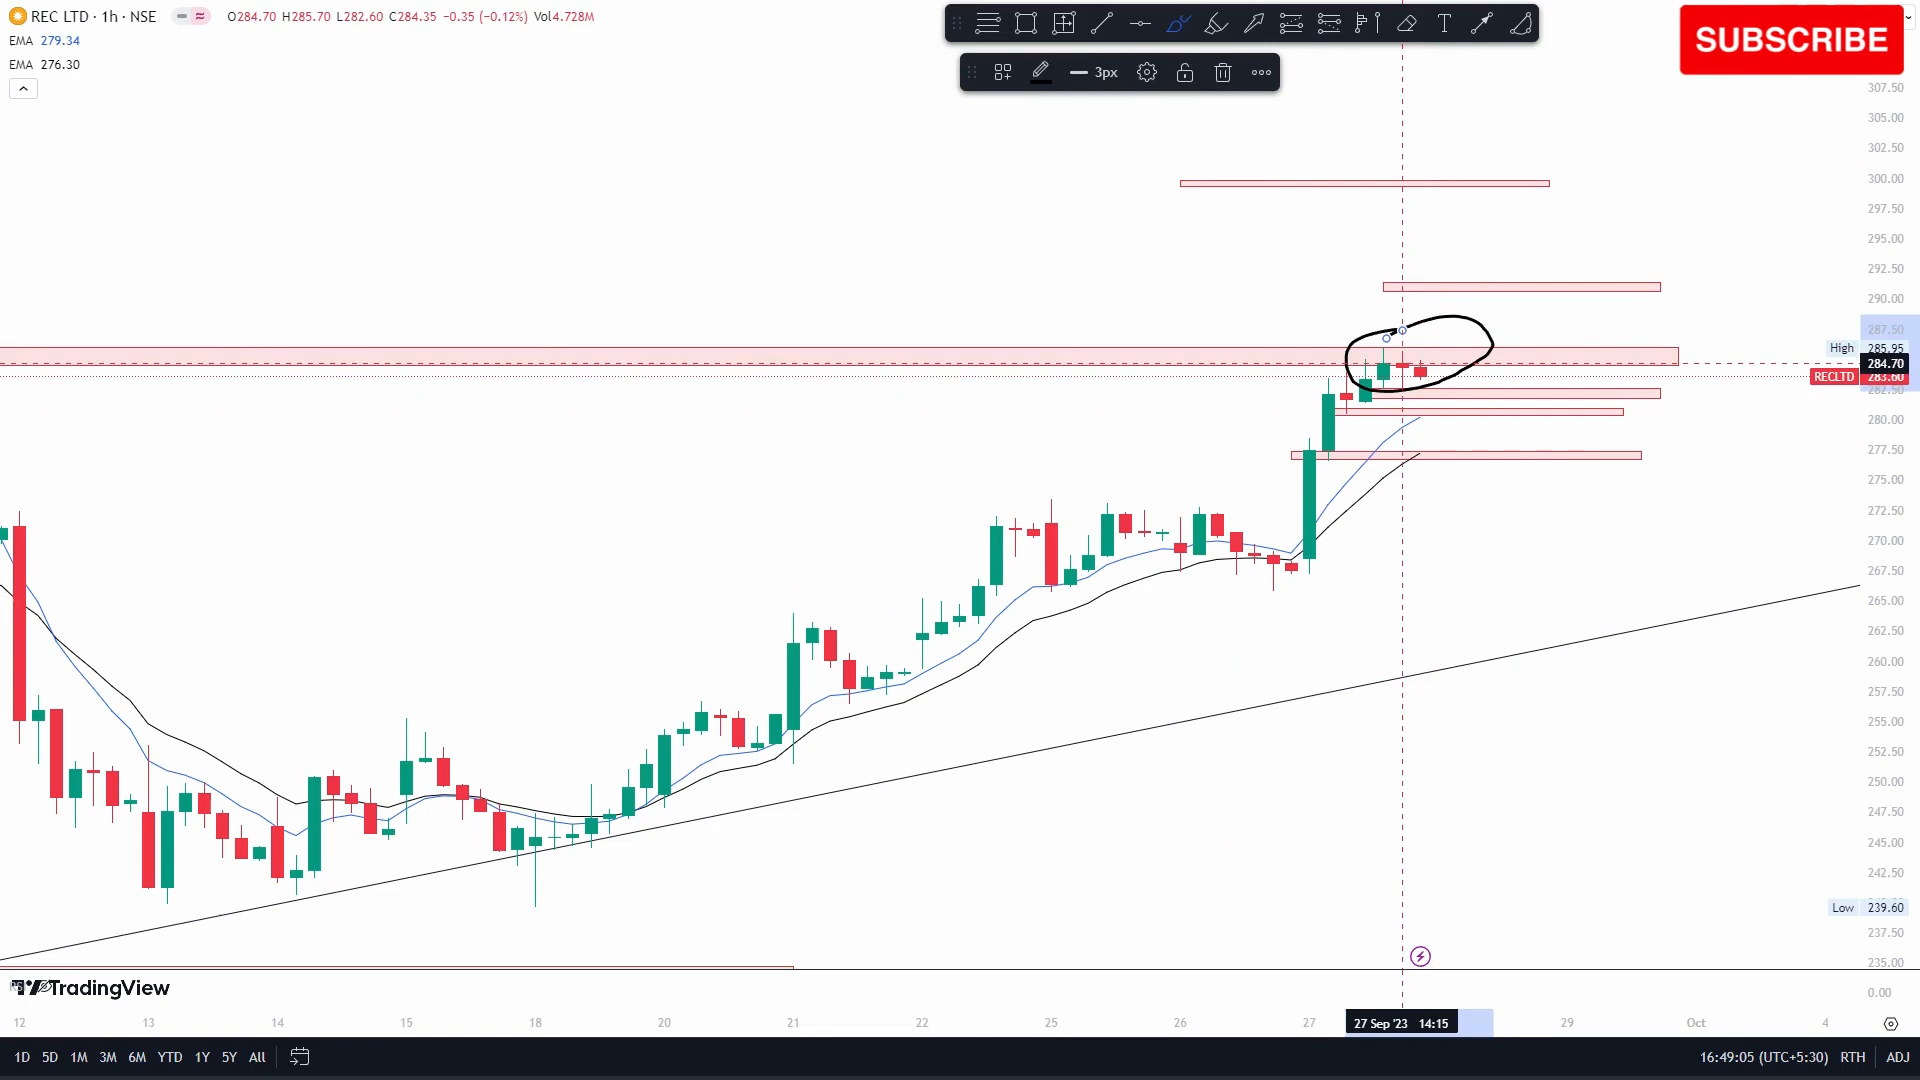 REC LTD · 1h · NSE O284.70 H285.70 L282.60 C284.35 −0.35 (−0.12%) Vol4.728M
EMA 279.34
EMA 276.30
T
3px
SUBSCRIBE
307.50
305.00
302.50
300.00
297.50
295.00
292.50
290.00
287.50
High 285.95
284.70
RECLTD 283.60
282.50
280.00
277.50
275.00
272.50
270.00
267.50
265.00
262.50
260.00
257.50
255.00
252.50
250.00
247.50
245.00
242.50
Low 239.60
237.50
235.00
TradingView
0.00
12 13 14 15 18 20 21 22 25 26 27 27 Sep '23 14:15 29 Oct 4
1D 5D 1M 3M 6M YTD 1Y 5Y All 16:49:05 (UTC+5:30) RTH ADJ